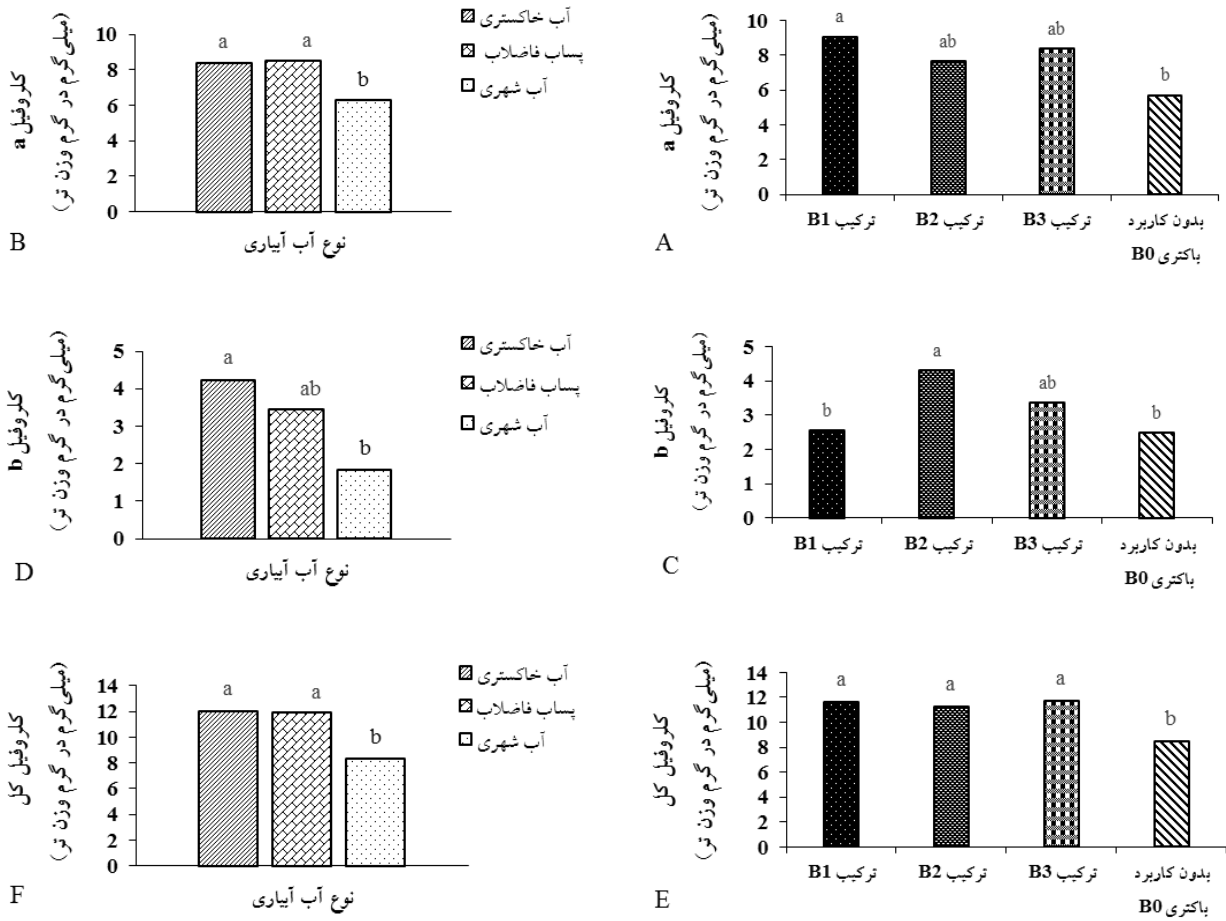 کلروفیل a
(میلی گرم در گرم وزن تر)
10
8
6
4
2
0
a
ab
ab
b
ترکیب B1
ترکیب B2
ترکیب B3
بدون کاربرد
باکتری B0
A
کلروفیل a
(میلی گرم در گرم وزن تر)
10
8
6
4
2
0
a
a
b
نوع آب آبیاری
آب خاکستری
پساب فاضلاب
آب شهری
B
کلروفیل b
(میلی گرم در گرم وزن تر)
5
4
3
2
1
0
b
a
ab
b
ترکیب B1
ترکیب B2
ترکیب B3
بدون کاربرد
باکتری B0
C
کلروفیل b
(میلی گرم در گرم وزن تر)
5
4
3
2
1
0
a
ab
b
نوع آب آبیاری
آب خاکستری
پساب فاضلاب
آب شهری
D
کلروفیل کل
(میلی گرم در گرم وزن تر)
14
12
10
8
6
4
2
0
a
a
a
b
ترکیب B1
ترکیب B2
ترکیب B3
بدون کاربرد
باکتری B0
E
کلروفیل کل
(میلی گرم در گرم وزن تر)
14
12
10
8
6
4
2
0
a
a
b
نوع آب آبیاری
آب خاکستری
پساب فاضلاب
آب شهری
F